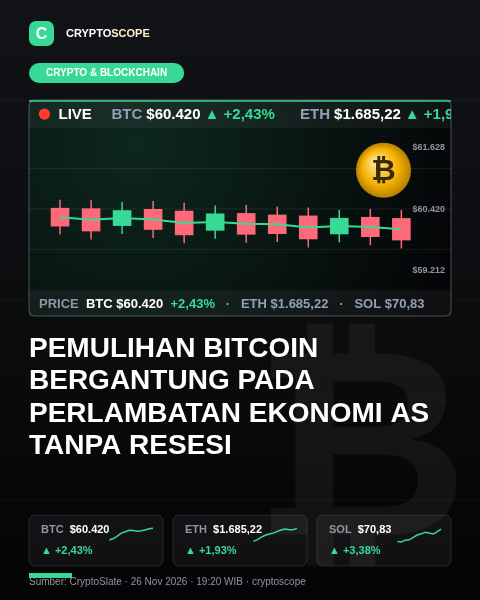 C CRYPTOSCOPE
CRYPTO & BLOCKCHAIN
LIVE BTC $60.420 ▲ +2,43% ETH $1.685,22 ▲ +1,9
$61.628
₿
$60.420
$59.212
PRICE BTC $60.420 +2,43% · ETH $1.685,22 · SOL $70,83
PEMULIHAN BITCOIN
BERGANTUNG PADA
PERLAMBATAN EKONOMI AS
TANPA RESESI
BTC $60.420 ETH $1.685,22 SOL $70,83
▲ +2,43% ▲ +1,93% ▲ +3,38%
Sumber: CryptoSlate · 26 Nov 2026 · 19:20 WIB · cryptoscope